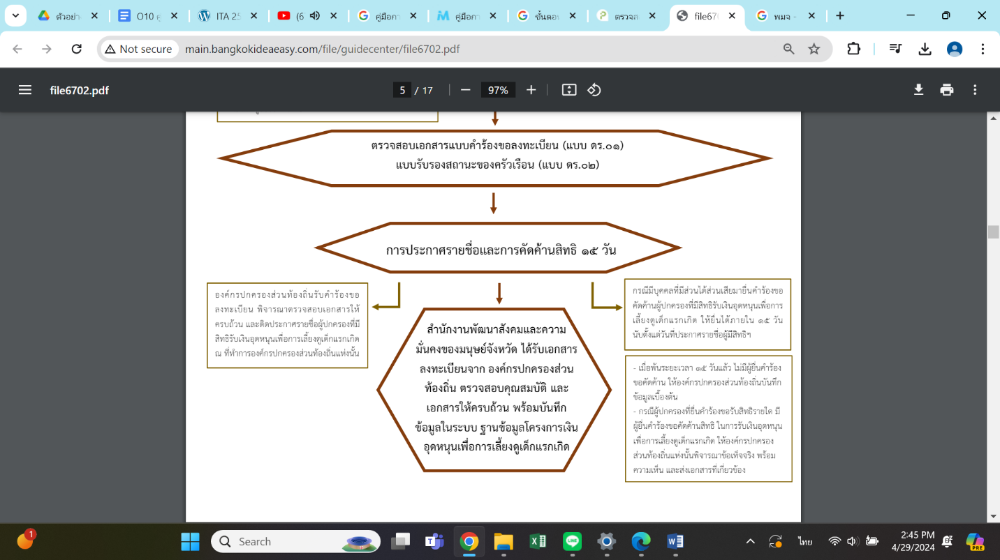 ตัวอย่า
O10 คู่
ITA 25
(6
คู่มือกา
คู่มือกา
ขั้นตอน
ตรวจส
file670
พมจ -
Not secure
main.bangkokideaeasy.com/file/guidecenter/file6702.pdf
file6702.pdf
5 / 17
97%
ตรวจสอบเอกสารแบบคำร้องขอลงทะเบียน (แบบ ดร.๐๑)
แบบรับรองสถานะของครัวเรือน (แบบ ดร.๐๒)
การประกาศรายชื่อและการคัดค้านสิทธิ ๑๕ วัน
องค์กรปกครองส่วนท้องถิ่นรับคำร้องขอ
ลงทะเบียน พิจารณาตรวจสอบเอกสารให้
ครบถ้วน และติดประกาศรายชื่อผู้ปกครองที่มี
สิทธิรับเงินอุดหนุนเพื่อการเลี้ยงดูเด็กแรกเกิด
ณ ที่ทำการองค์กรปกครองส่วนท้องถิ่นแห่งนั้น
สำนักงานพัฒนาสังคมและความ
มั่นคงของมนุษย์จังหวัด ได้รับเอกสาร
ลงทะเบียนจาก องค์กรปกครองส่วน
ท้องถิ่น ตรวจสอบคุณสมบัติ และ
เอกสารให้ครบถ้วน พร้อมบันทึก
ข้อมูลในระบบ ฐานข้อมูลโครงการเงิน
อุดหนุนเพื่อการเลี้ยงดูเด็กแรกเกิด
กรณีมีบุคคลที่มีส่วนได้ส่วนเสียมายื่นคำร้องขอ
คัดค้านผู้ปกครองที่มีสิทธิรับเงินอุดหนุนเพื่อการ
เลี้ยงดูเด็กแรกเกิด ให้ยื่นได้ภายใน ๑๕ วัน
นับตั้งแต่วันที่ประกาศรายชื่อผู้มีสิทธิฯ
- เมื่อพ้นระยะเวลา ๑๕ วันแล้ว ไม่มีผู้ยื่นคำร้อง
ขอคัดค้าน ให้องค์กรปกครองส่วนท้องถิ่นบันทึก
ข้อมูลเบื้องต้น
- กรณีผู้ปกครองที่ยื่นคำร้องขอรับสิทธิรายใด มี
ผู้ยื่นคำร้องขอคัดค้านสิทธิ ในการรับเงินอุดหนุน
เพื่อการเลี้ยงดูเด็กแรกเกิด ให้องค์กรปกครอง
ส่วนท้องถิ่นแห่งนั้นพิจารณาข้อเท็จจริง พร้อม
ความเห็น และส่งเอกสารที่เกี่ยวข้อง
1
Search
ไทย
2:45 PM
4/29/2024
PRE